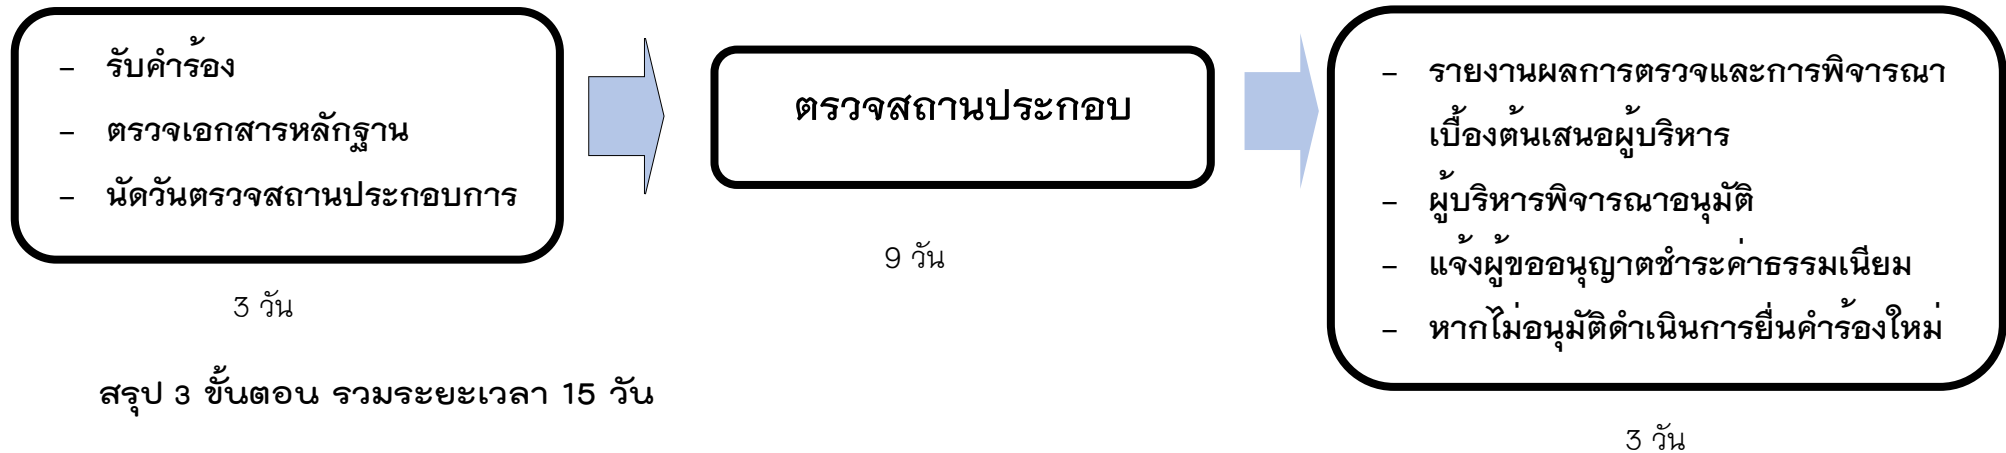 - รับคำร้อง
- ตรวจเอกสารหลักฐาน
- นัดวันตรวจสถานประกอบการ
3 วัน
ตรวจสถานประกอบ
9 วัน
- รายงานผลการตรวจและการพิจารณา
เบื้องต้นเสนอผู้บริหาร
- ผู้บริหารพิจารณาอนุมัติ
- แจ้งผู้ขออนุญาตชำระค่าธรรมเนียม
- หากไม่อนุมัติดำเนินการยื่นคำร้องใหม่
3 วัน
สรุป 3 ขั้นตอน รวมระยะเวลา 15 วัน